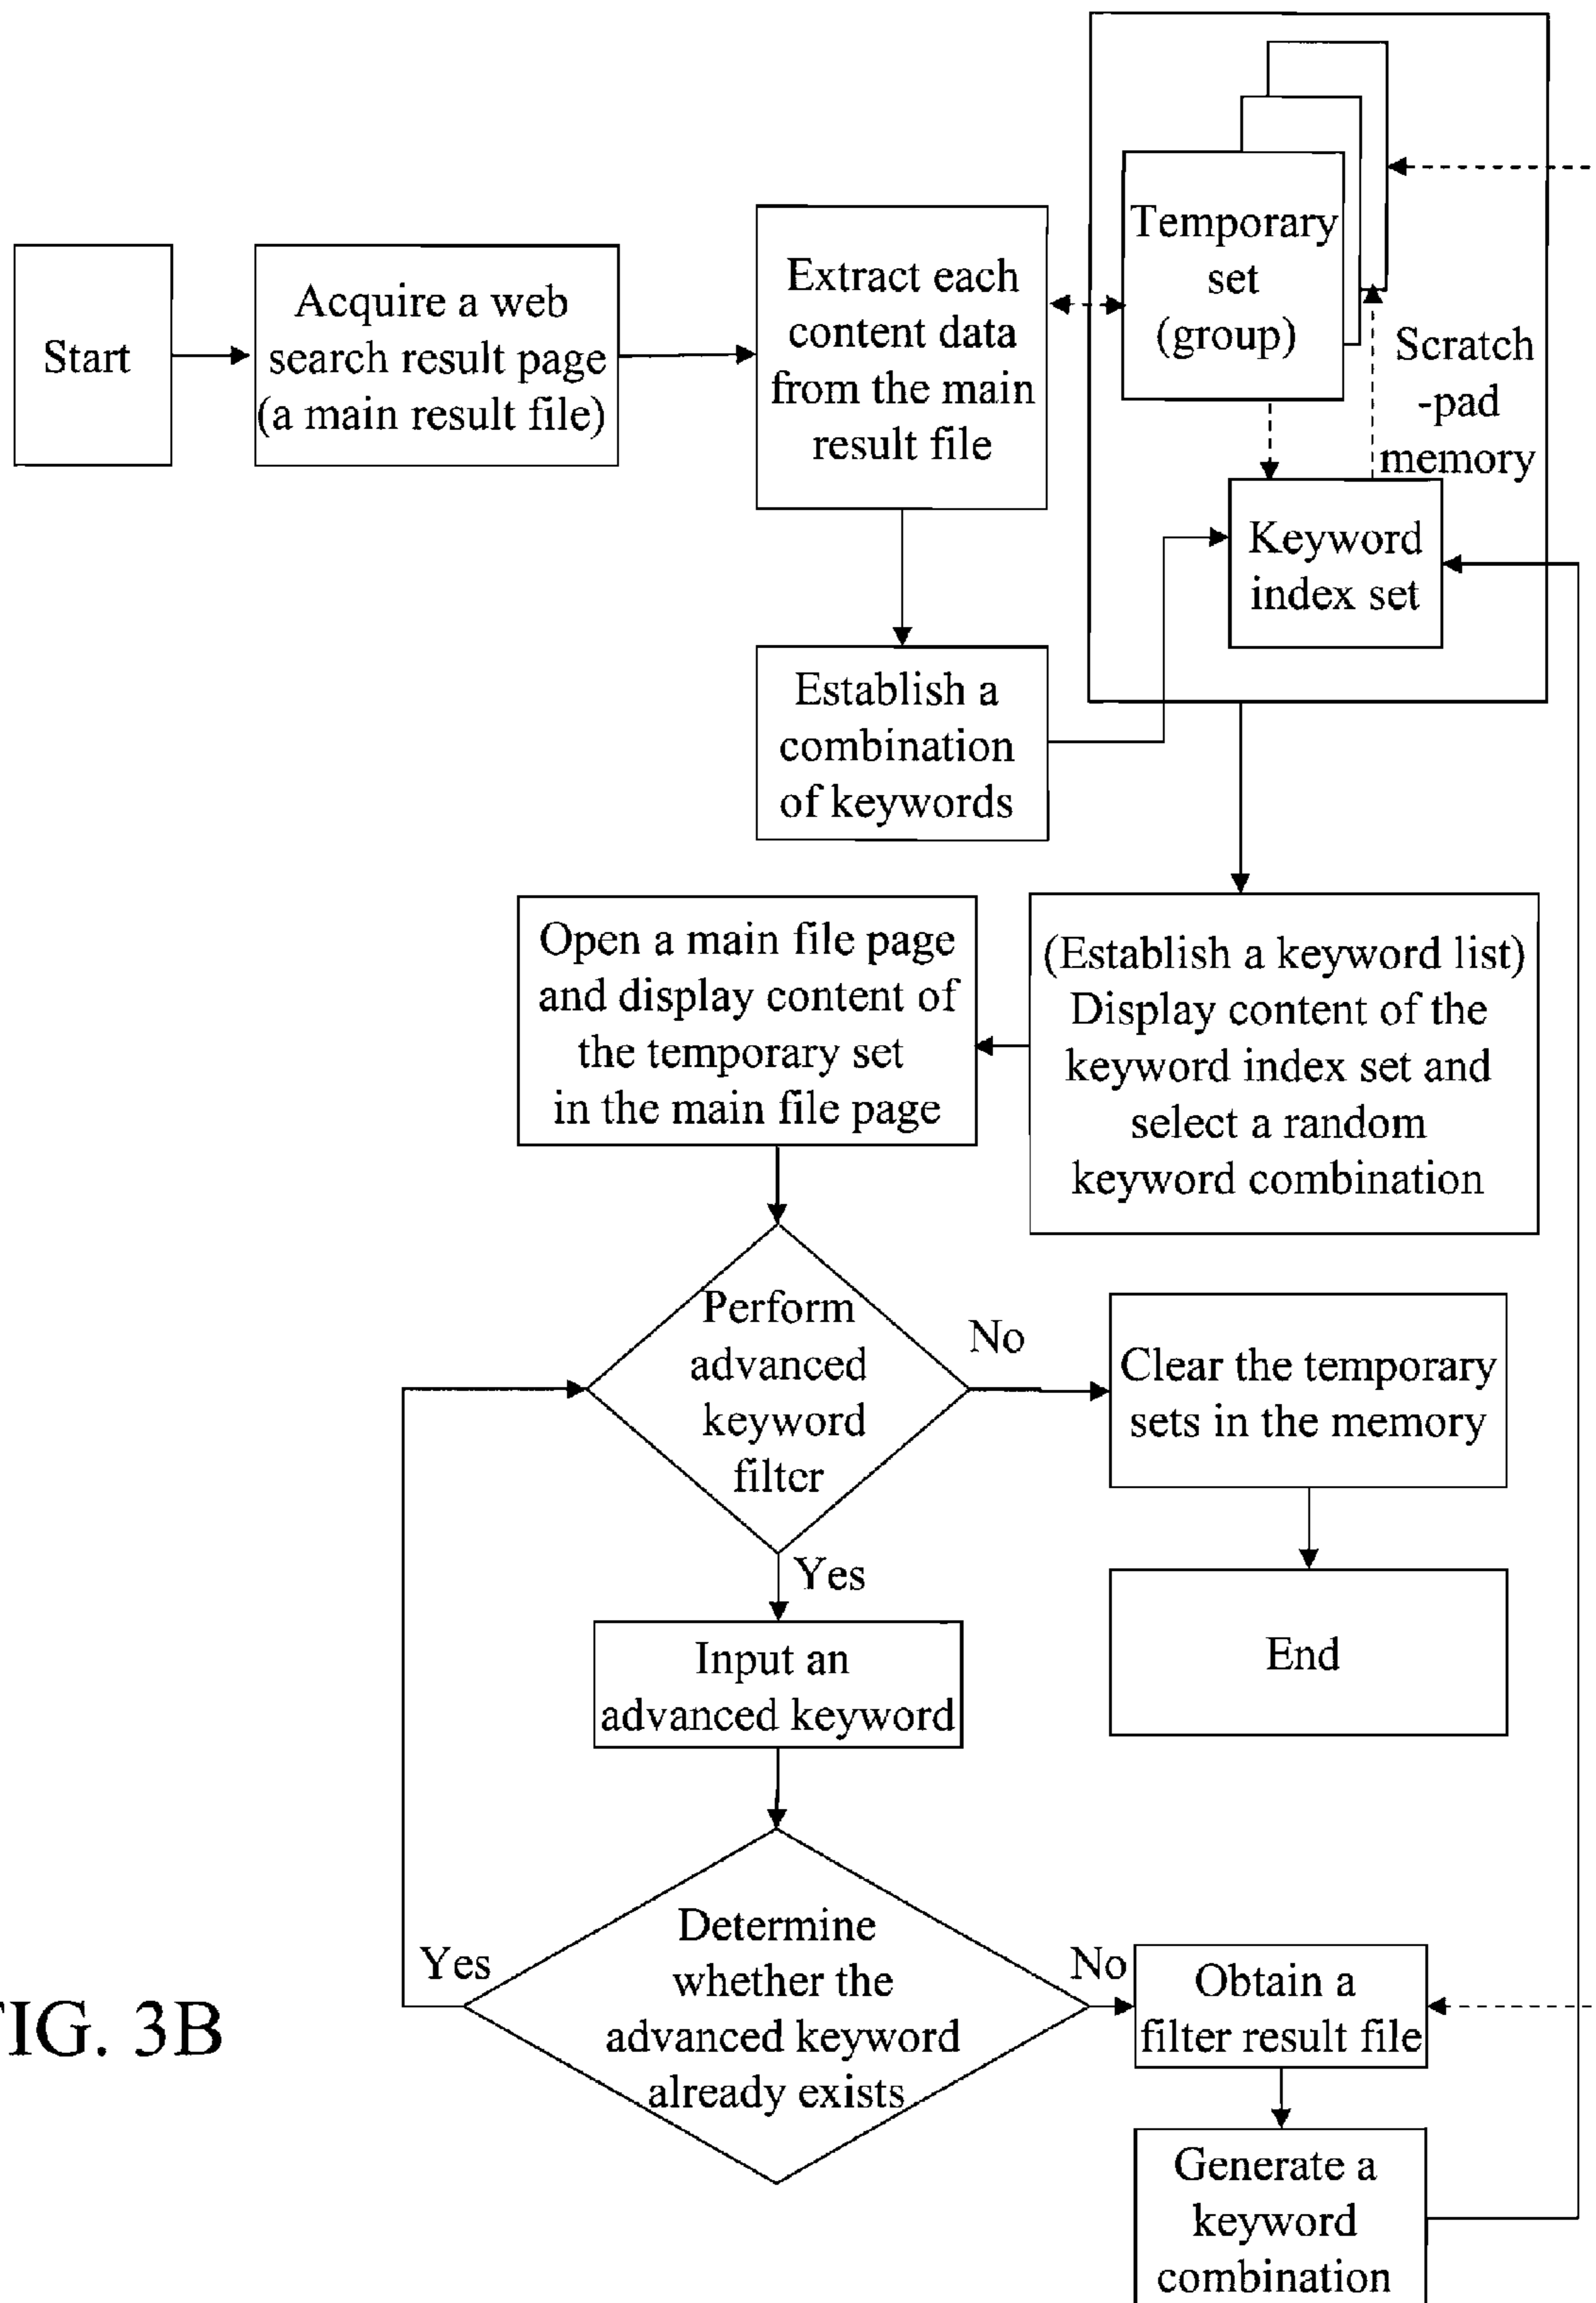 Start
Acquire a web
search result page
(a main result file)
Extract each
content data
from the main
result file
Temporary
set
(group)
Scratch
-pad
memory
Keyword
index set
Establish a
combination
of keywords
(Establish a keyword list)
Display content of the
keyword index set and
select a random
keyword combination
Open a main file page
and display content of
the temporary set
in the main file page
Perform
advanced
keyword
filter
No
Clear the temporary
sets in the memory
End
Yes
Input an
advanced keyword
Determine
whether the
advanced keyword
already exists
Yes
No
Obtain a
filter result file
Generate a
keyword
combination
IG. 3B